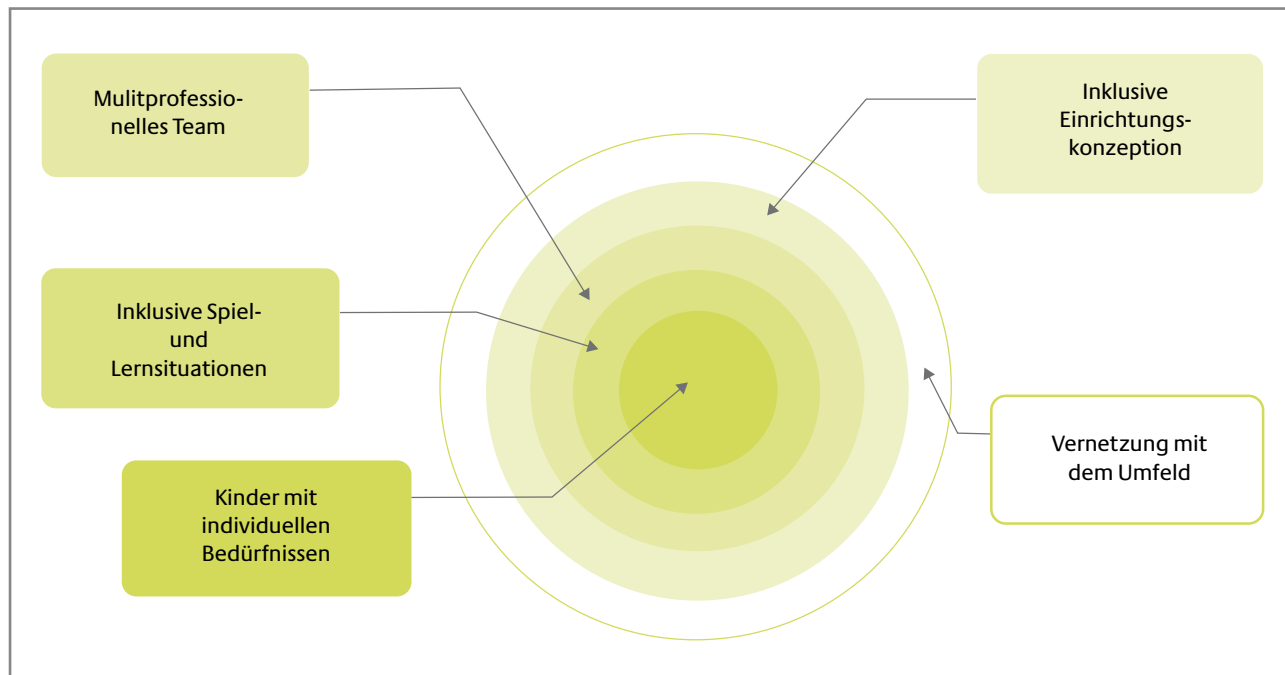 Mulitprofessio-
nelles Team
Inklusive
Einrichtungs-
konzeption
Inklusive Spiel-
und
Lernsituationen
Vernetzung mit
dem Umfeld
Kinder mit
individuellen
Bedürfnissen